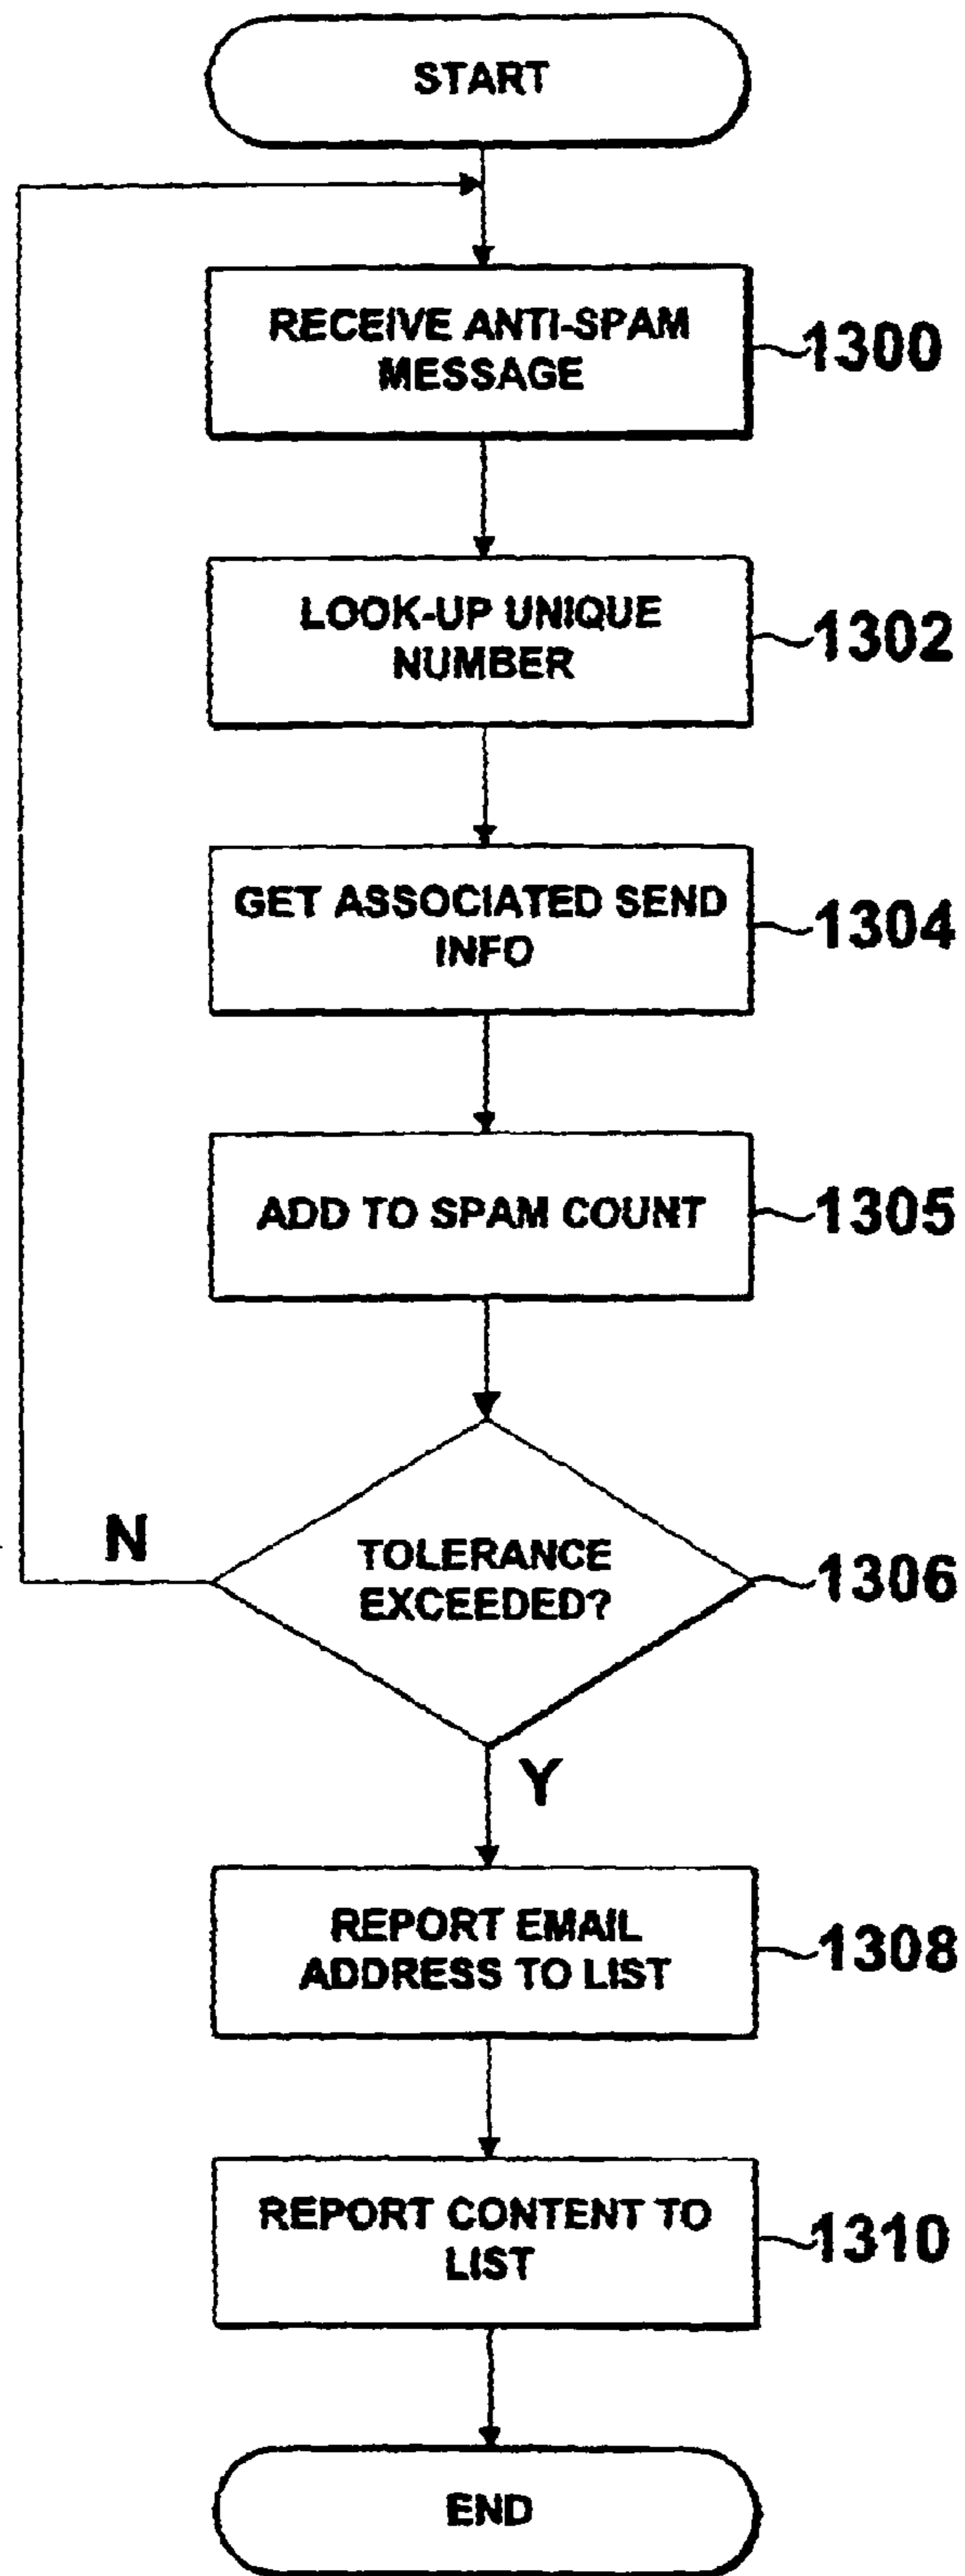 START
RECEIVE ANTI-SPAM
MESSAGE
1300
LOOK-UP UNIQUE
NUMBER
1302
GET ASSOCIATED SEND
INFO
1304
ADD TO SPAM COUNT
1305
TOLERANCE
EXCEEDED?
1306
N
Y
REPORT EMAIL
ADDRESS TO LIST
1308
REPORT CONTENT TO
LIST
1310
END